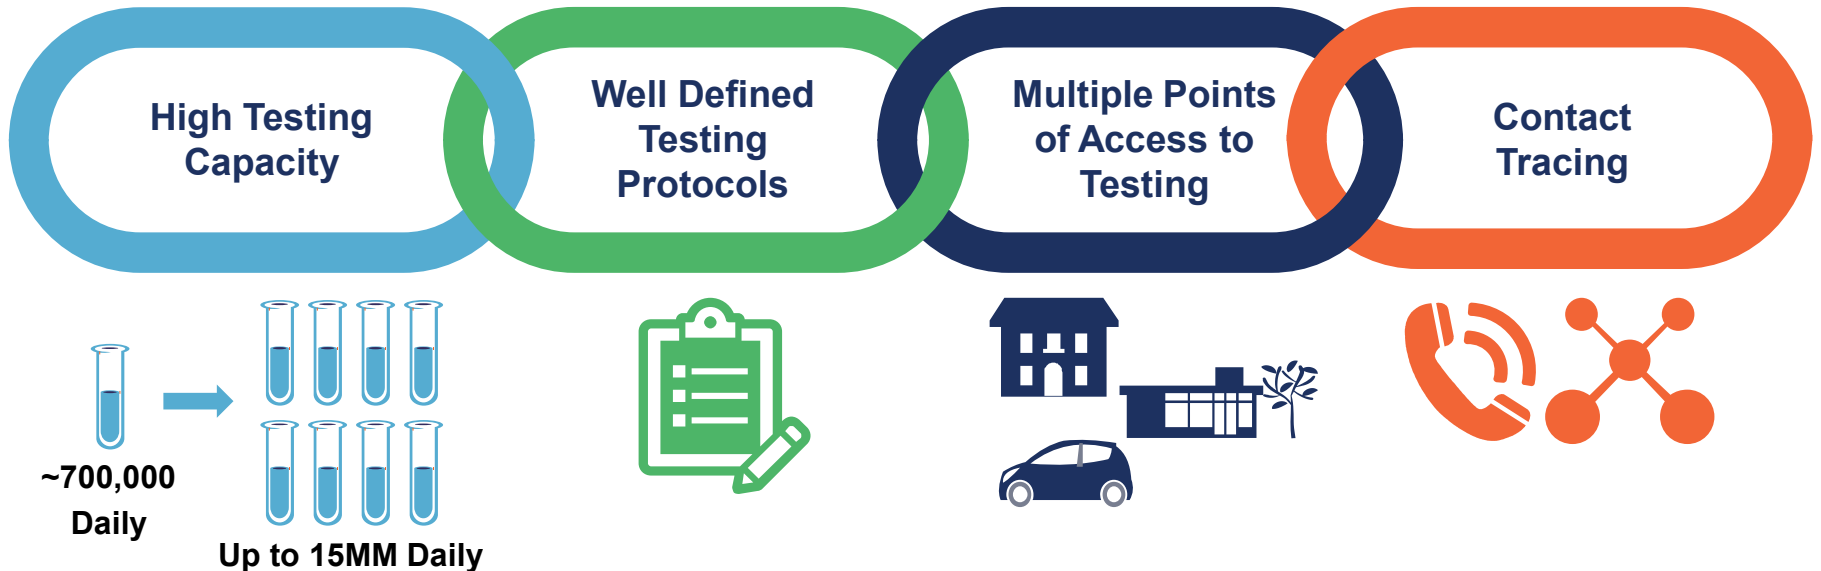 High Testing
Capacity
Well Defined
Testing
Protocols
Multiple Points
of Access to
Testing
Contact
Tracing
~700,000
Daily
Up to 15MM Daily